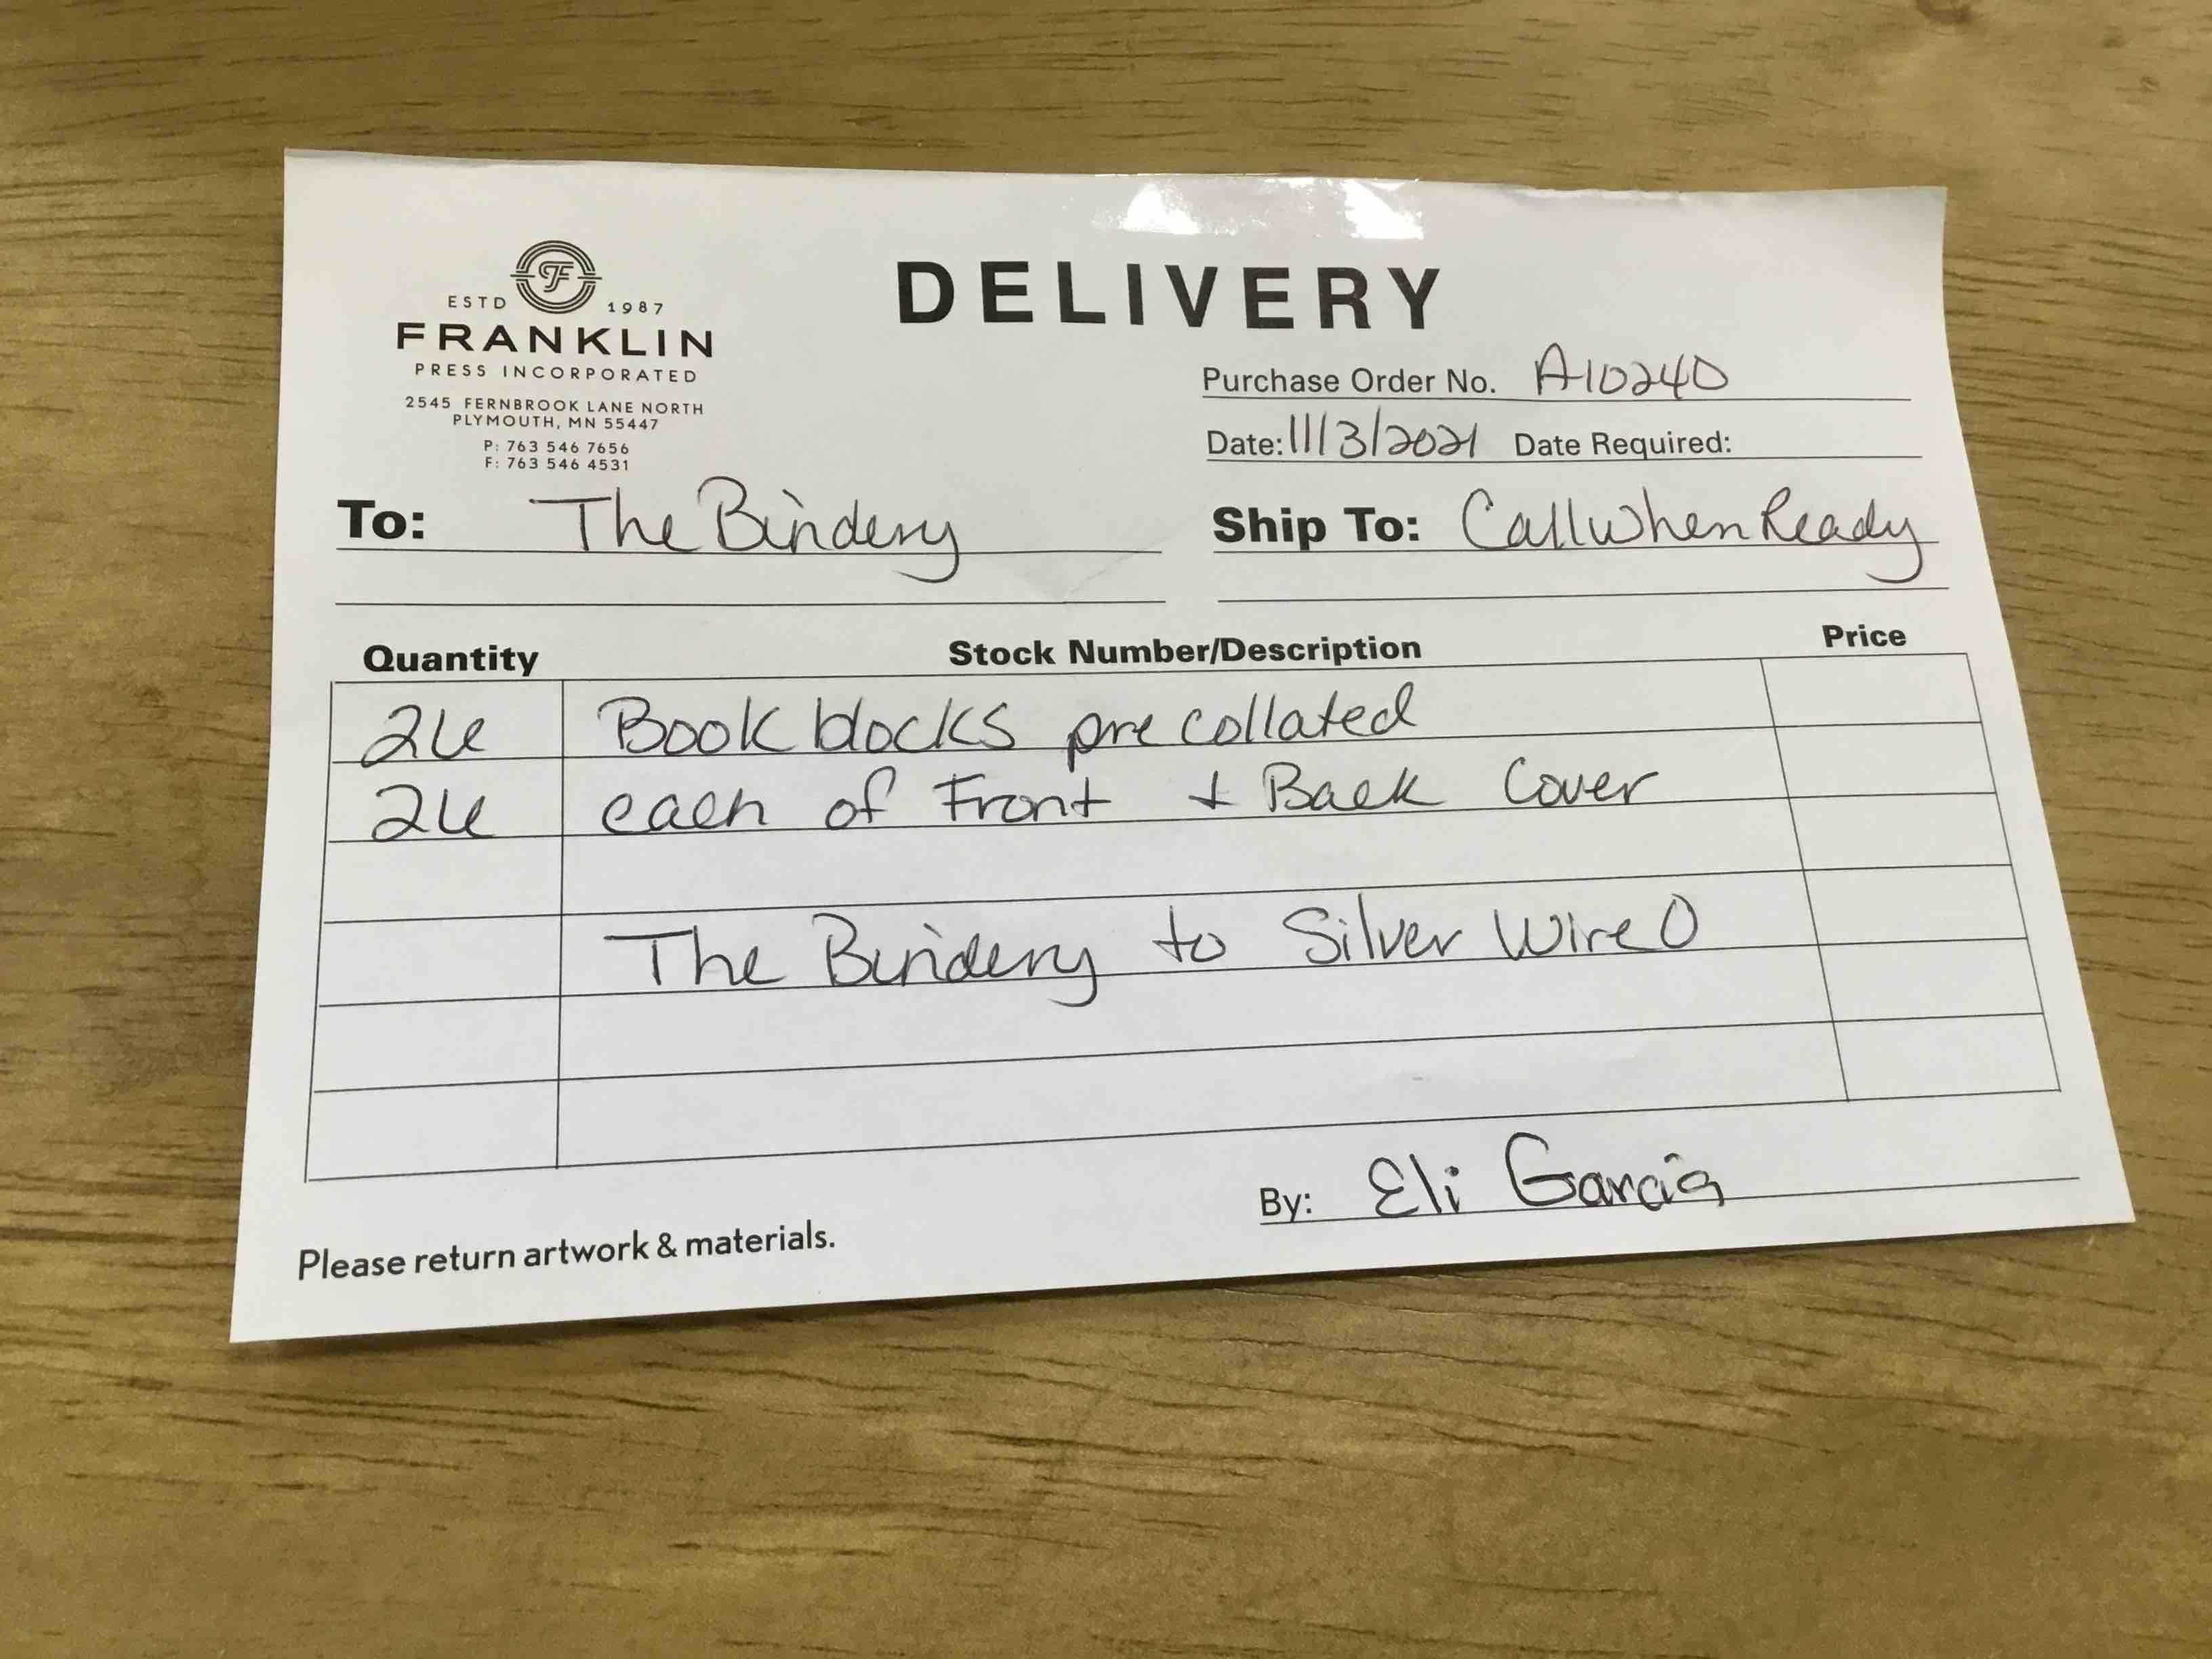 ESTD 1987
FRANKLIN
PRESS INCORPORATED
2545 FERNBROOK LANE NORTH
PLYMOUTH, MN 55447
P: 763 546 7656
F: 763 546 4531
DELIVERY
Purchase Order No. A10240
Date: 11/3/2021 Date Required:
To: The Bindery
Ship To: Call When Ready
Quantity Stock Number/Description Price
26 Book blocks pre collated
26 each of Front + Back Cover
The Bindery to Silver Wire O
By: Eli Garcia
Please return artwork & materials.